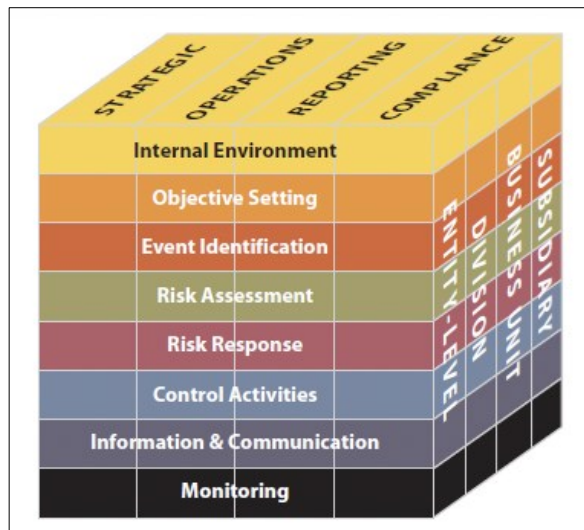 STRATEGIC
OPERATIONS
REPORTING
COMPLIANCE
Internal Environment
Objective Setting
Event Identification
Risk Assessment
Risk Response
Control Activities
Information & Communication
Monitoring
ENTITY-LEVEL
DIVISION
BUSINESS UNIT
SUBSIDIARY